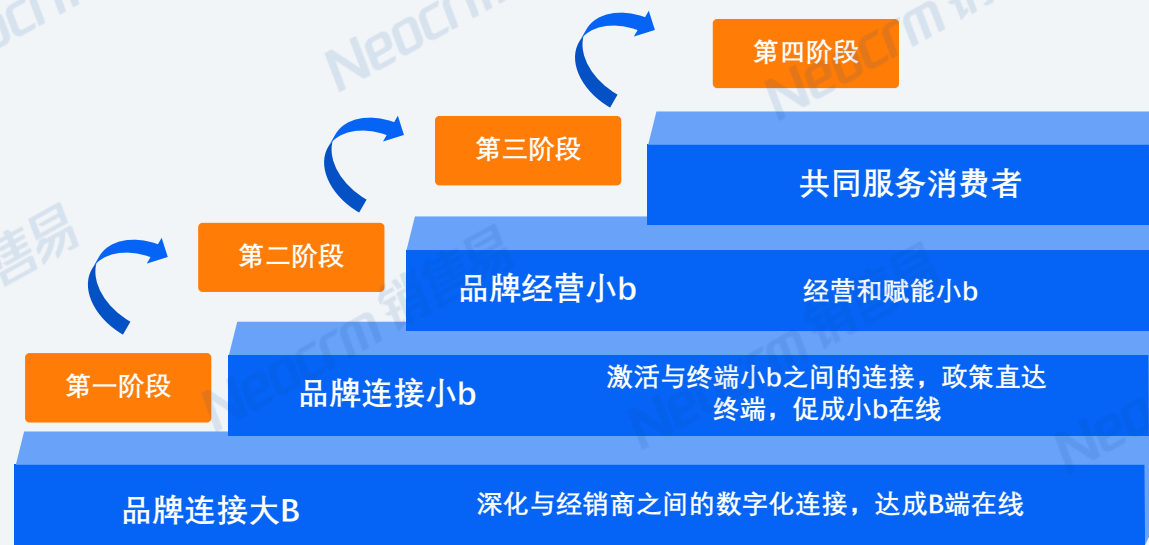 第四阶段
共同服务消费者
第三阶段
品牌经营小b
经营和赋能小b
第二阶段
品牌连接小b
激活与终端小b之间的连接，政策直达
终端，促成小b在线
第一阶段
品牌连接大B
深化与经销商之间的数字化连接，达成B端在线
Neocrm 销售易